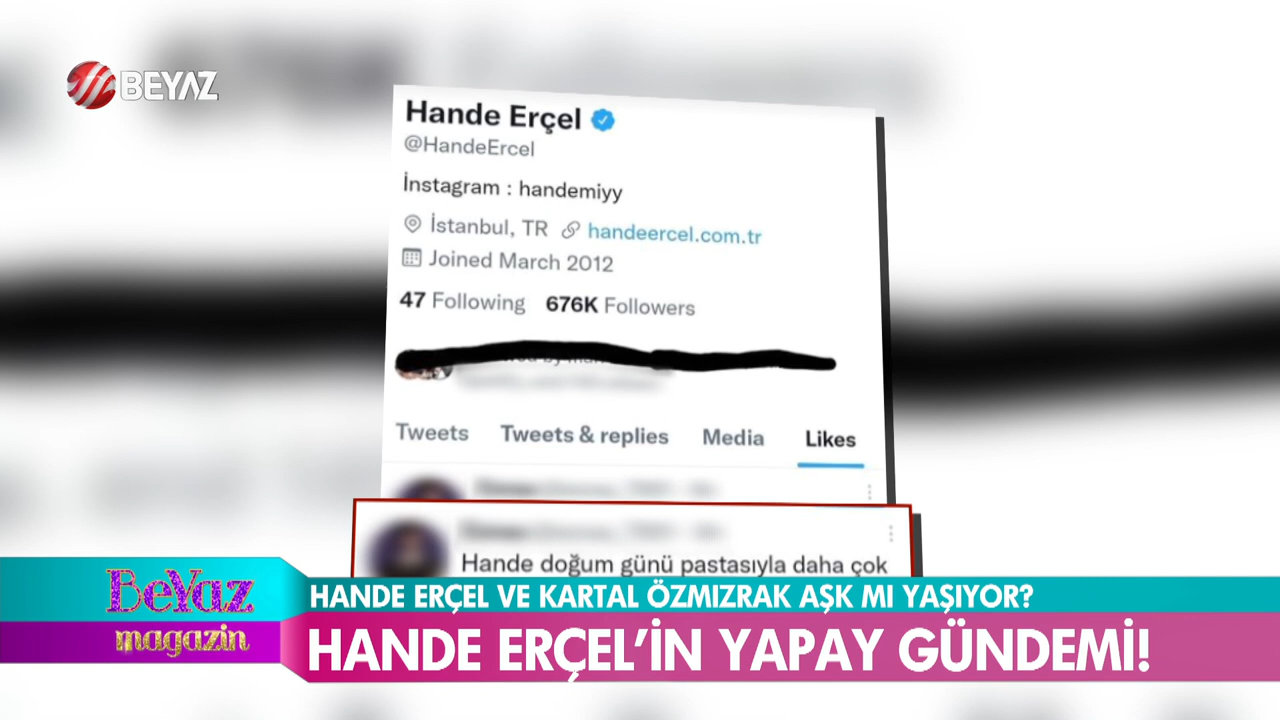 BEYAZ
Hande Erçel
@HandeErcel
İnstagram : handemiyy
İstanbul, TR handeercel.com.tr
Joined March 2012
47 Following 676K Followers
Tweets Tweets & replies Media Likes
Hande doğum günü pastasıyla daha çok
BeYaz
magazin
HANDE ERÇEL VE KARTAL ÖZMIZRAK AŞK MI YAŞIYOR?
HANDE ERÇEL'İN YAPAY GÜNDEMİ!